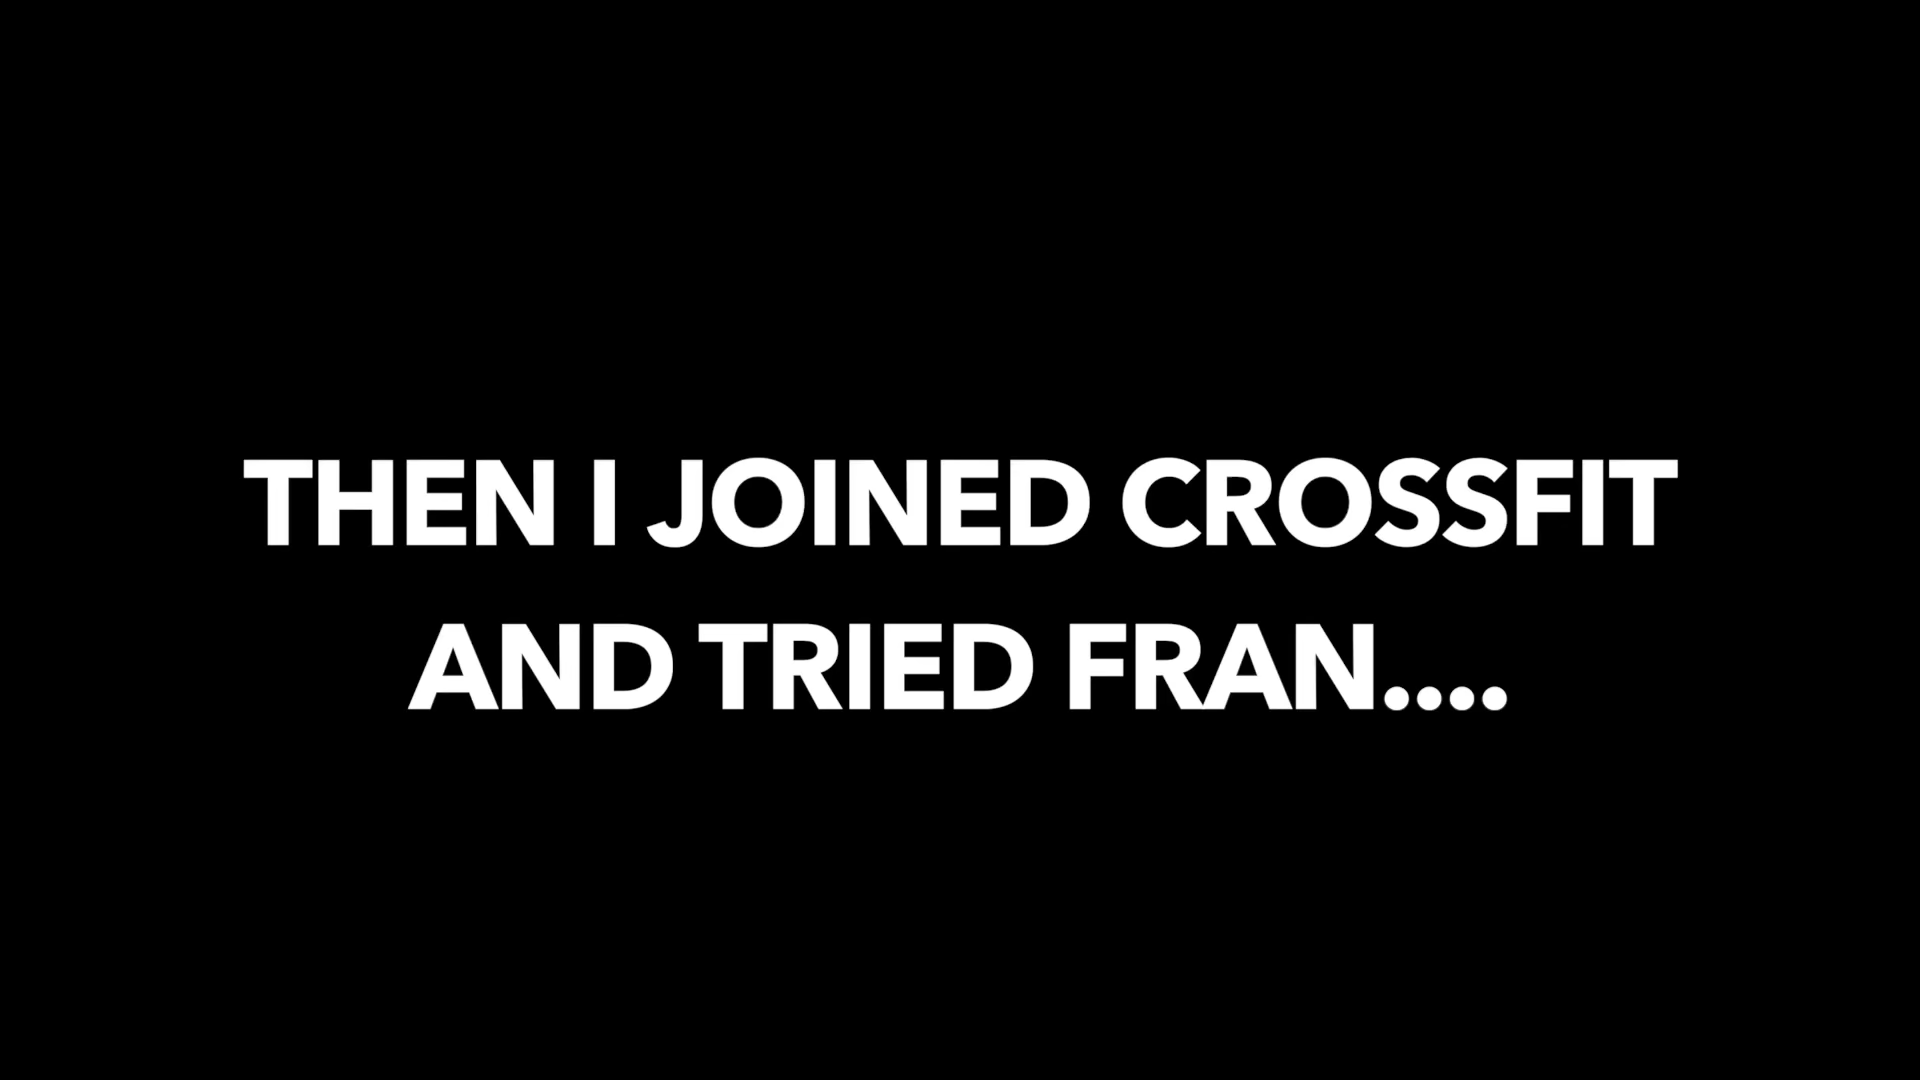 THEN I JOINED CROSSFIT
AND TRIED FRAN....